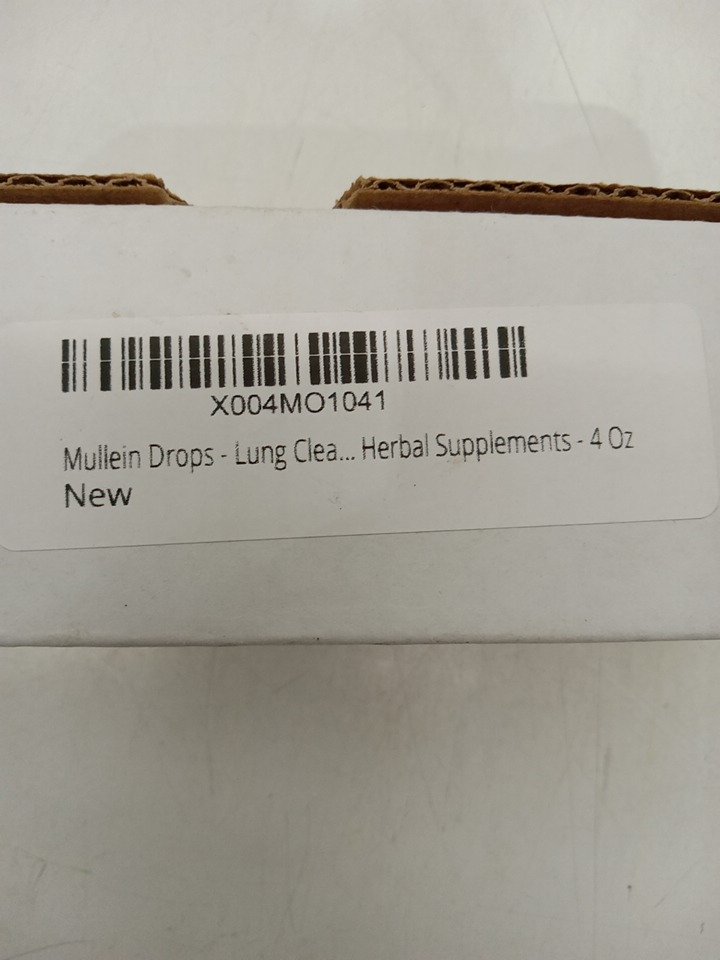 X004MO1041
Mullein Drops - Lung Clea... Herbal Supplements - 4 Oz
New